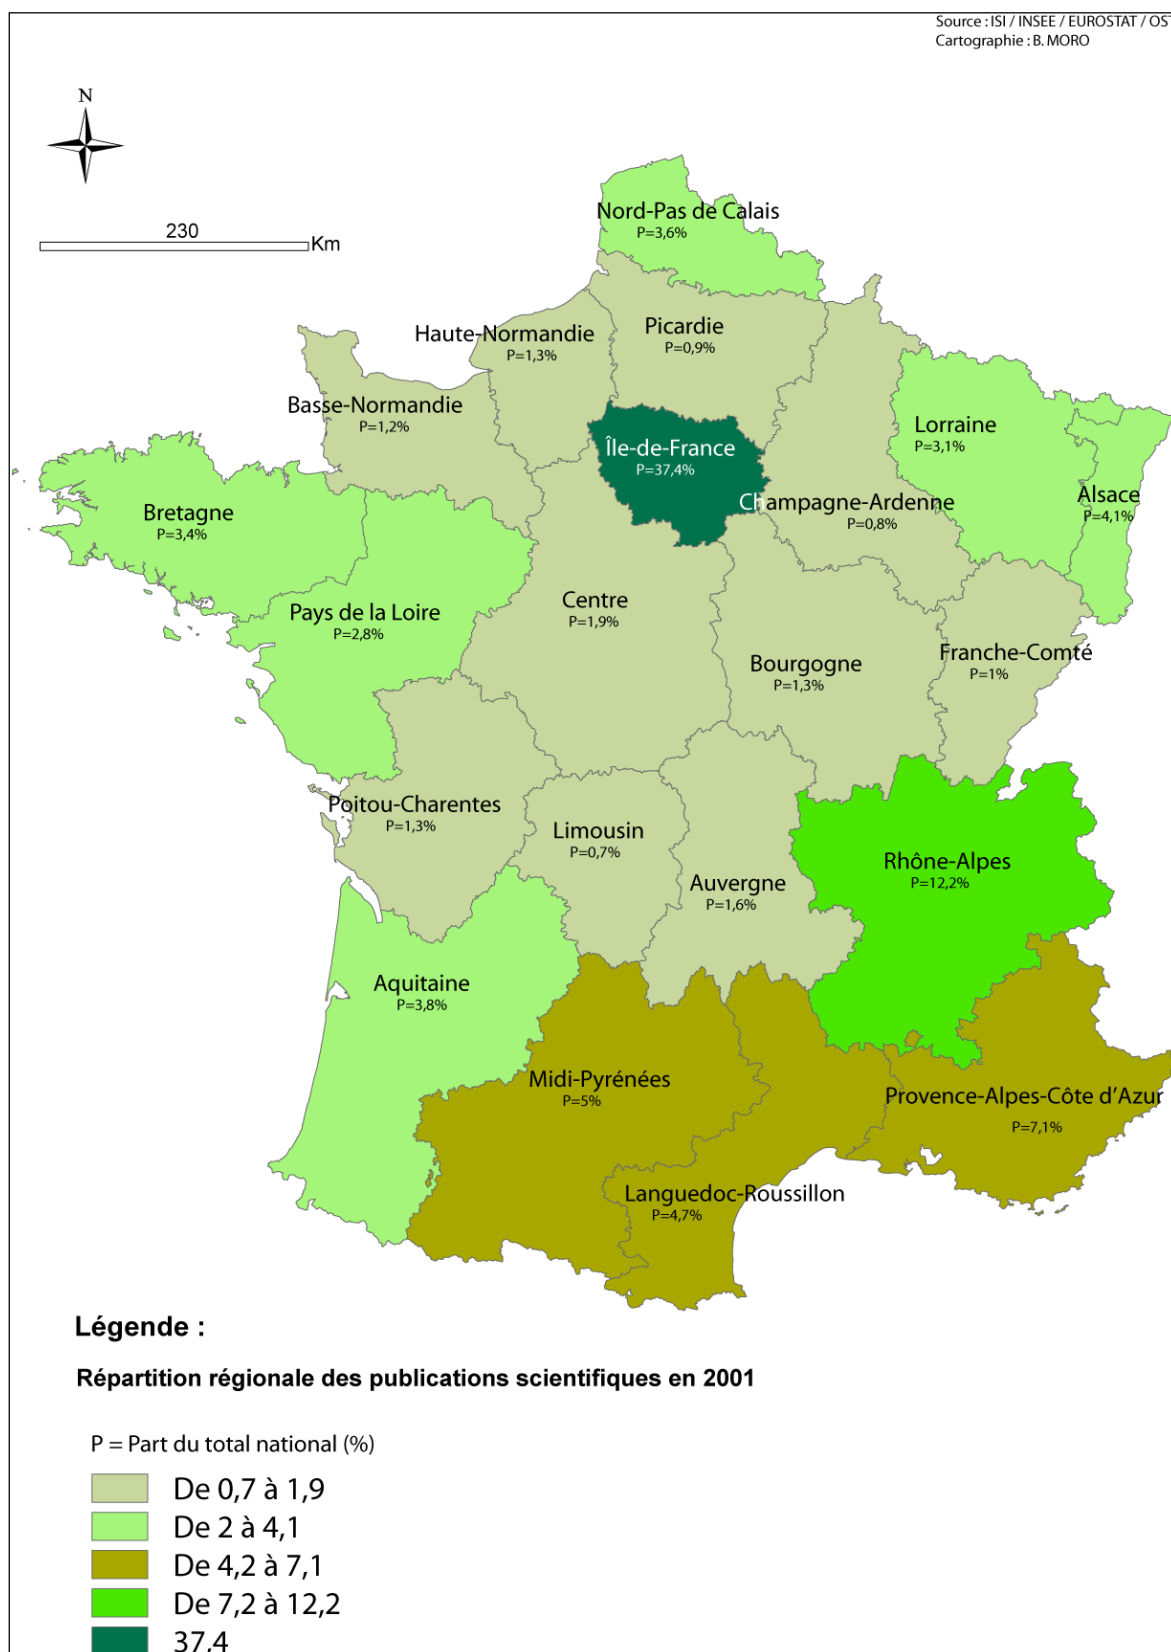 Source : ISI / INSEE / EUROSTAT / OST
Cartographie : B. MORO
N
230
Km
Nord-Pas de Calais
P=3,6%
Haute-Normandie
P=1,3%
Picardie
P=0,9%
Basse-Normandie
P=1,2%
Île-de-France
P=37,4%
Lorraine
P=3,1%
Champagne-Ardenne
P=0,8%
Alsace
P=4,1%
Bretagne
P=3,4%
Pays de la Loire
P=2,8%
Centre
P=1,9%
Bourgogne
P=1,3%
Franche-Comté
P=1%
Poitou-Charentes
P=1,3%
Limousin
P=0,7%
Auvergne
P=1,6%
Rhône-Alpes
P=12,2%
Aquitaine
P=3,8%
Midi-Pyrénées
P=5%
Provence-Alpes-Côte d’Azur
P=7,1%
Languedoc-Roussillon
P=4,7%
Légende :
Répartition régionale des publications scientifiques en 2001
P = Part du total national (%)
De 0,7 à 1,9
De 2 à 4,1
De 4,2 à 7,1
De 7,2 à 12,2
37,4